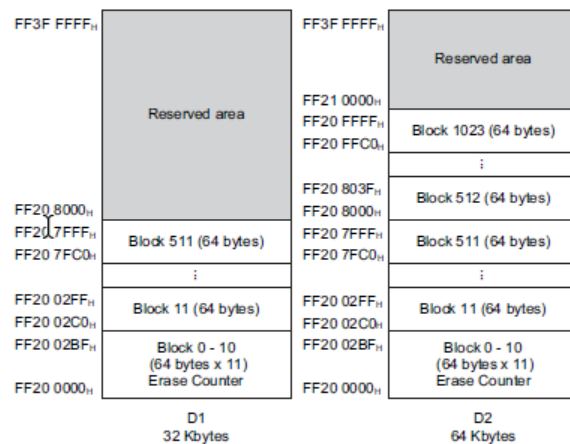 FF3F FFFFH
Reserved area
FF20 8000H
FF20 7FFFH
Block 511 (64 bytes)
FF20 7FC0H
⋮
FF20 02FFH
Block 11 (64 bytes)
FF20 02C0H
FF20 02BFH
Block 0 - 10
(64 bytes x 11)
Erase Counter
FF20 0000H
D1
32 Kbytes
FF3F FFFFH
Reserved area
FF21 0000H
FF20 FFFFH
Block 1023 (64 bytes)
FF20 FFC0H
⋮
FF20 803FH
Block 512 (64 bytes)
FF20 8000H
FF20 7FFFH
Block 511 (64 bytes)
FF20 7FC0H
⋮
FF20 02FFH
Block 11 (64 bytes)
FF20 02C0H
FF20 02BFH
Block 0 - 10
(64 bytes x 11)
Erase Counter
FF20 0000H
D2
64 Kbytes